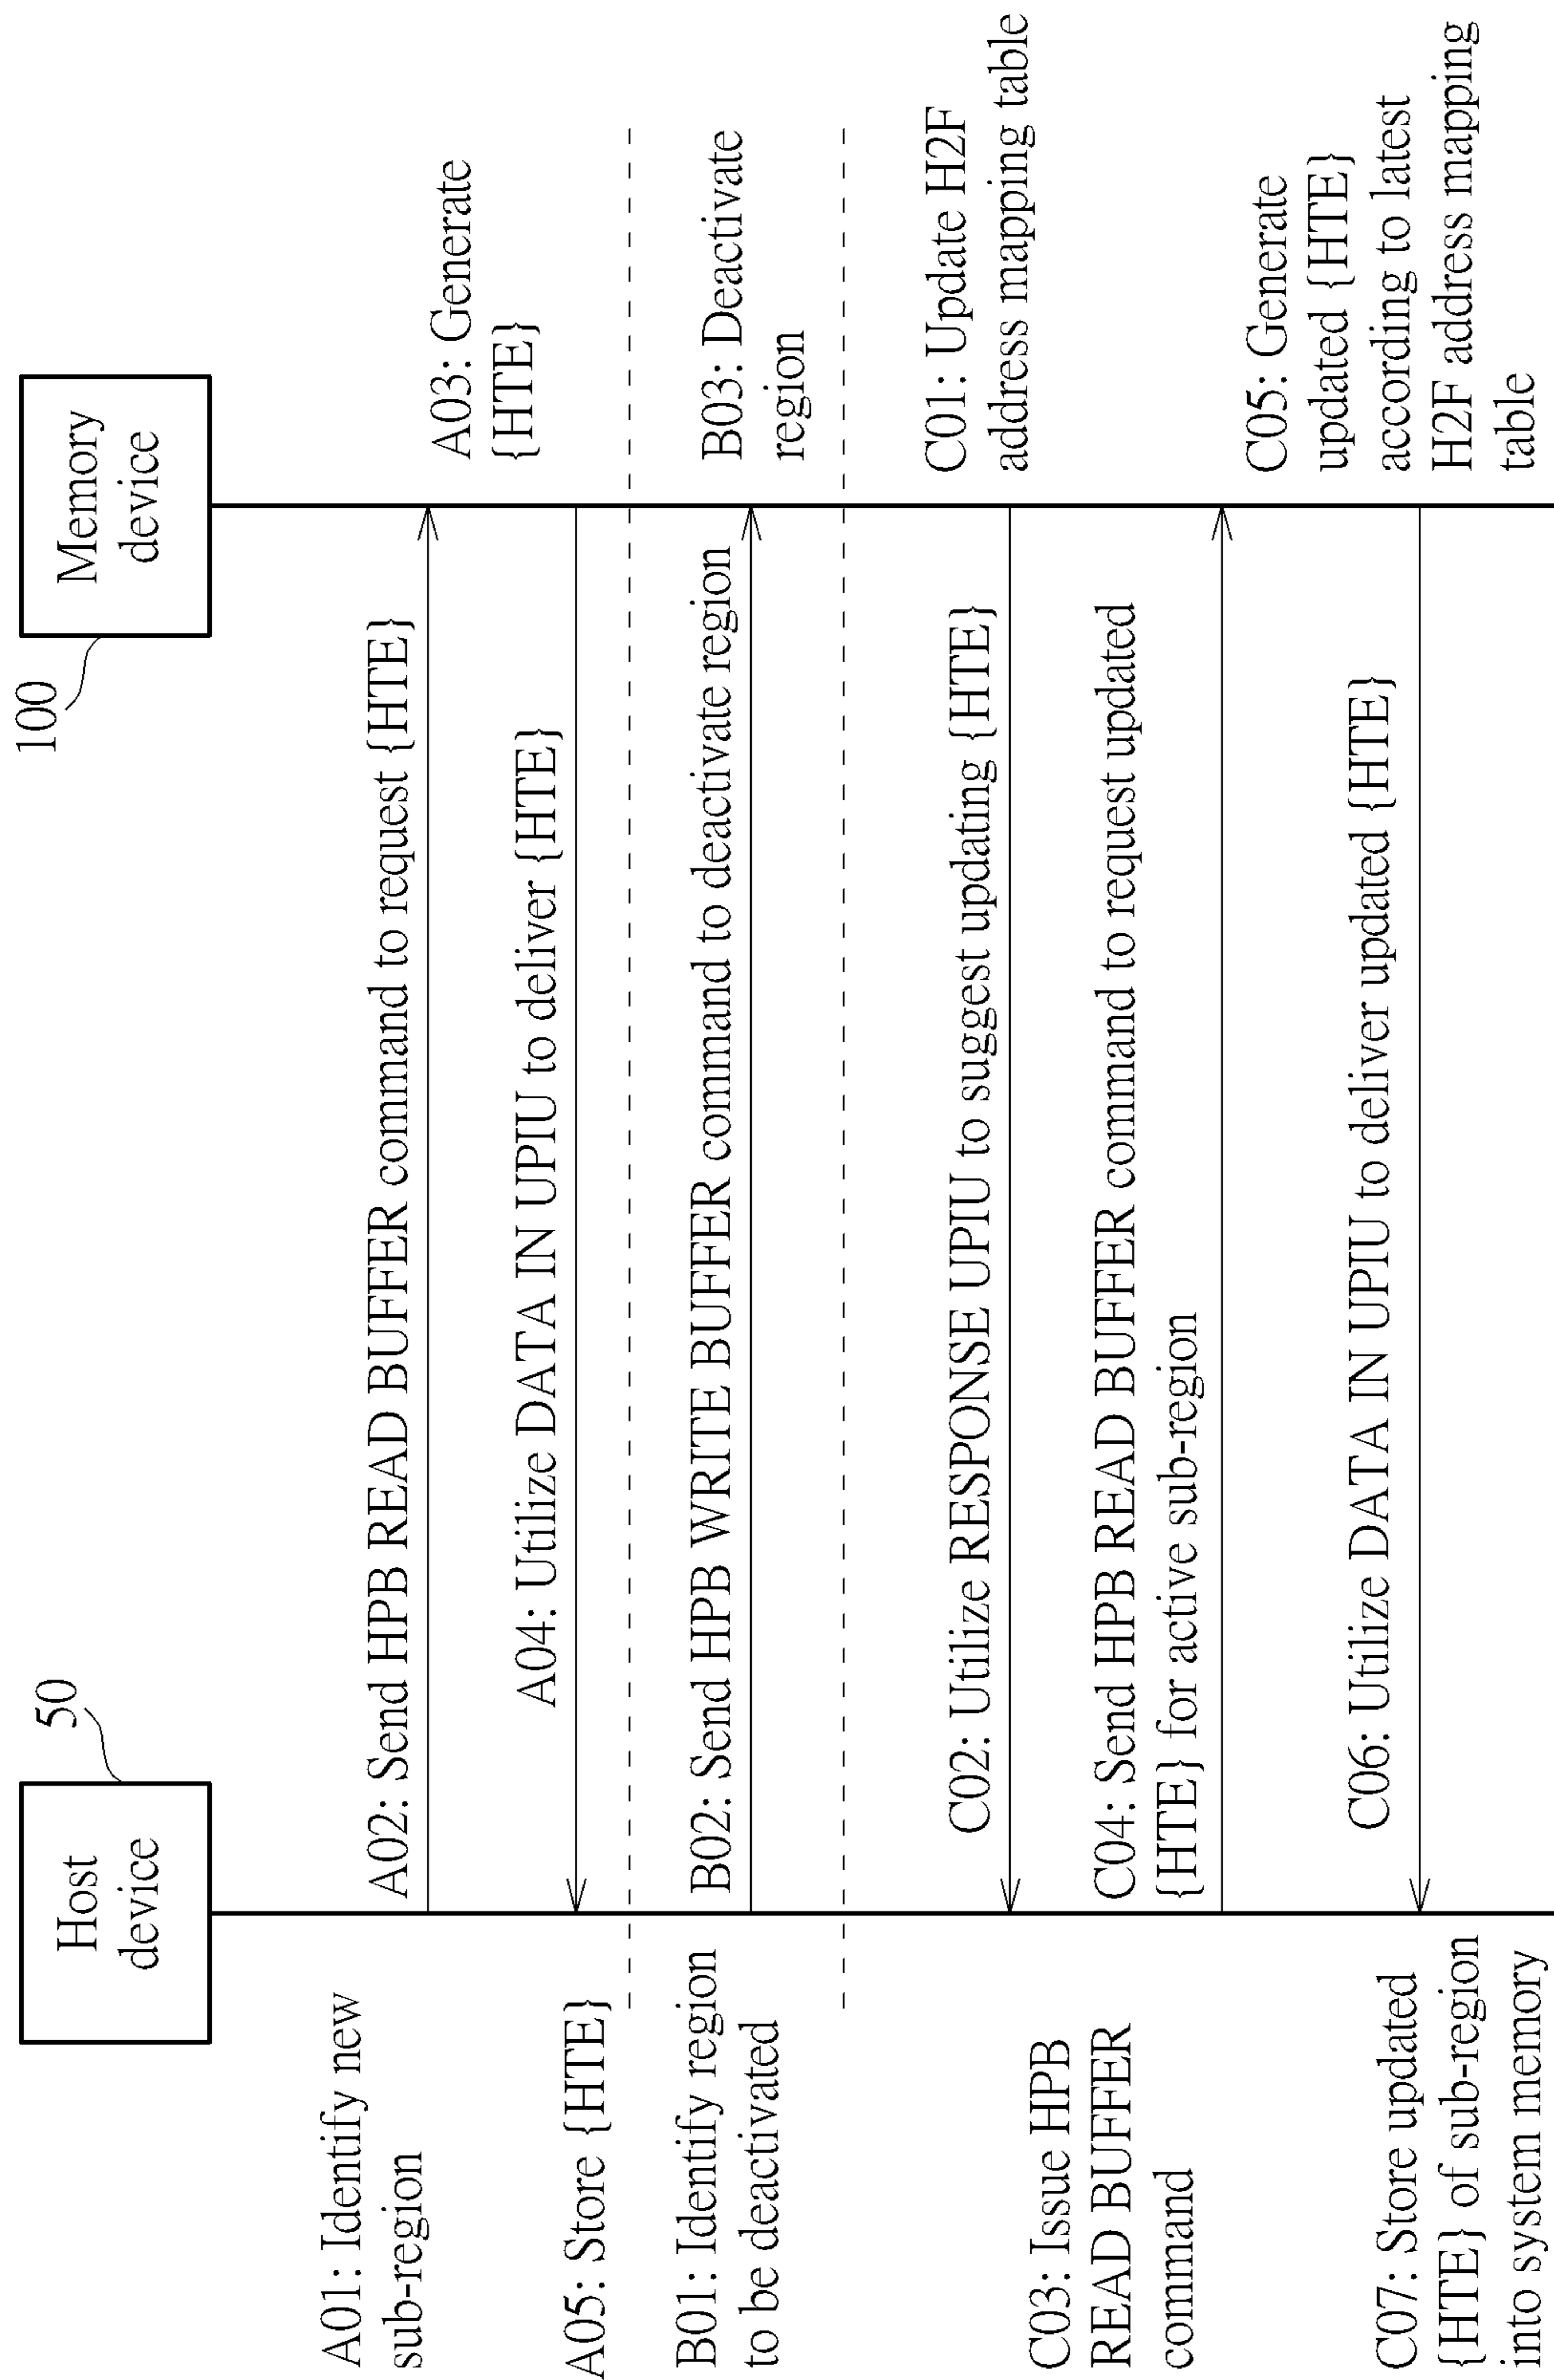 50
Host
device
100
Memory
device
A01: Identify new
sub-region
A02: Send HPB READ BUFFER command to request {HTE}
A03: Generate
{HTE}
A04: Utilize DATA IN UPIU to deliver {HTE}
A05: Store {HTE}
B01: Identify region
to be deactivated
B02: Send HPB WRITE BUFFER command to deactivate region
B03: Deactivate
region
C01: Update H2F
address mapping table
C02: Utilize RESPONSE UPIU to suggest updating {HTE}
C03: Issue HPB
READ BUFFER
command
C04: Send HPB READ BUFFER command to request updated
{HTE} for active sub-region
C05: Generate
updated {HTE}
according to latest
H2F address mapping
table
C06: Utilize DATA IN UPIU to deliver updated {HTE}
C07: Store updated
{HTE} of sub-region
into system memory